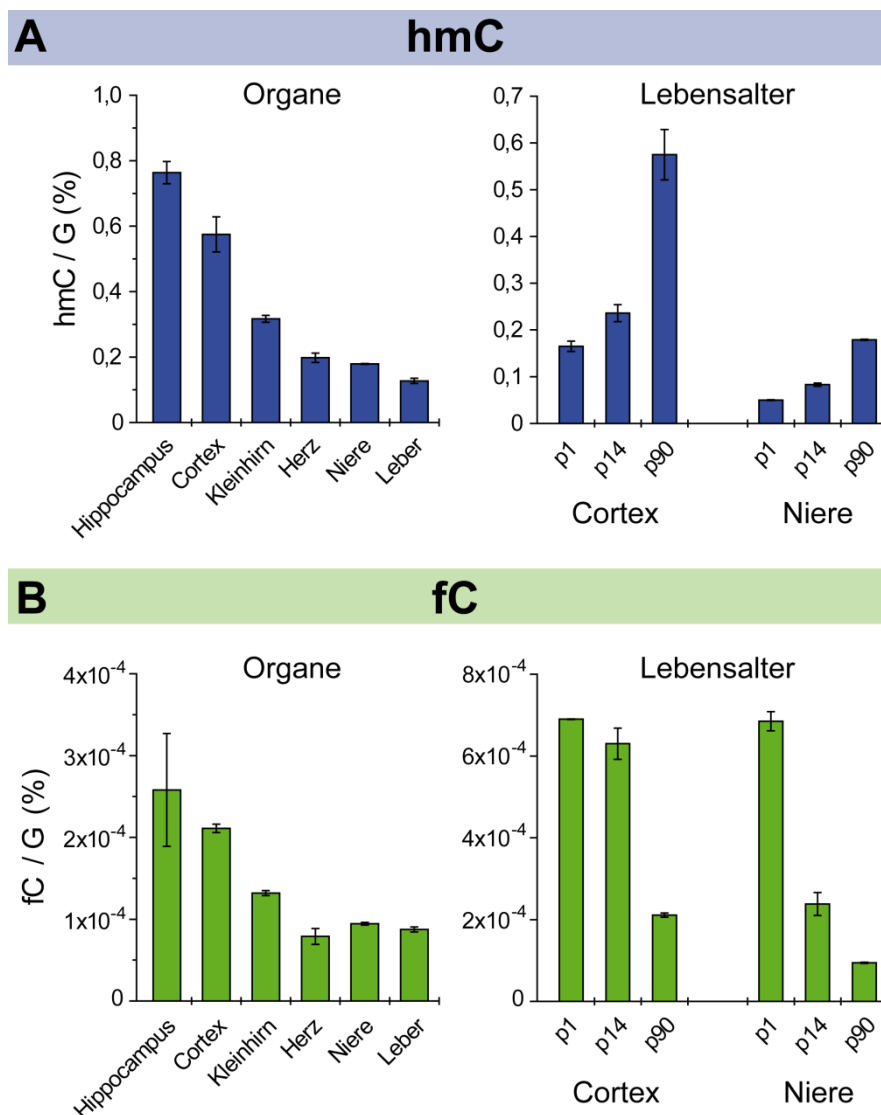 A hmC
Organe
hmC / G (%)
1,0
0,8
0,6
0,4
0,2
0
Hippocampus
Cortex
Kleinhirn
Herz
Niere
Leber
Lebensalter
0,7
0,6
0,5
0,4
0,3
0,2
0,1
0
p1 p14 p90 p1 p14 p90
Cortex Niere
B fC
Organe
fC / G (%)
4x10⁻⁴
3x10⁻⁴
2x10⁻⁴
1x10⁻⁴
0
Hippocampus
Cortex
Kleinhirn
Herz
Niere
Leber
Lebensalter
8x10⁻⁴
6x10⁻⁴
4x10⁻⁴
2x10⁻⁴
0
p1 p14 p90 p1 p14 p90
Cortex Niere